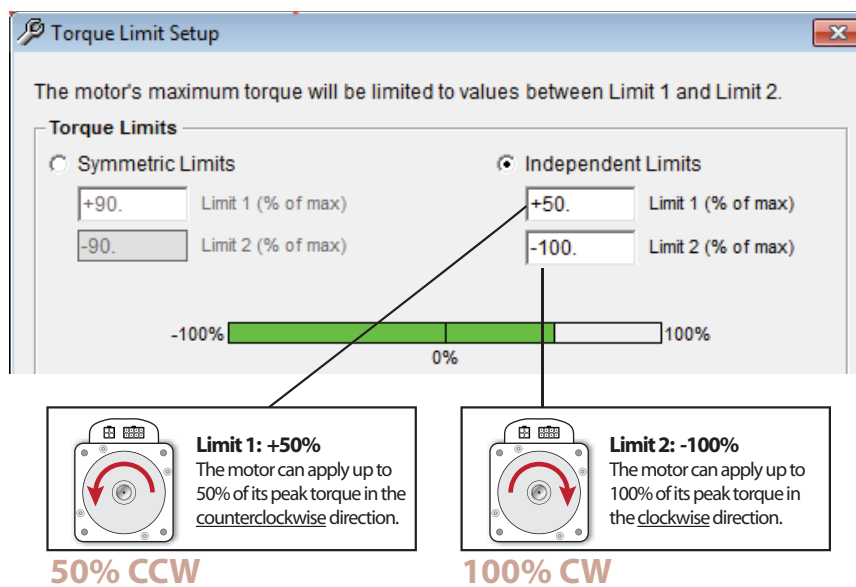 Torque Limit Setup
The motor's maximum torque will be limited to values between Limit 1 and Limit 2.
Torque Limits
Symmetric Limits
+90. Limit 1 (% of max)
-90. Limit 2 (% of max)
Independent Limits
+50. Limit 1 (% of max)
-100. Limit 2 (% of max)
-100% 100%
0%
Limit 1: +50%
The motor can apply up to
50% of its peak torque in the
counterclockwise direction.
50% CCW
Limit 2: -100%
The motor can apply up to
100% of its peak torque in
the clockwise direction.
100% CW